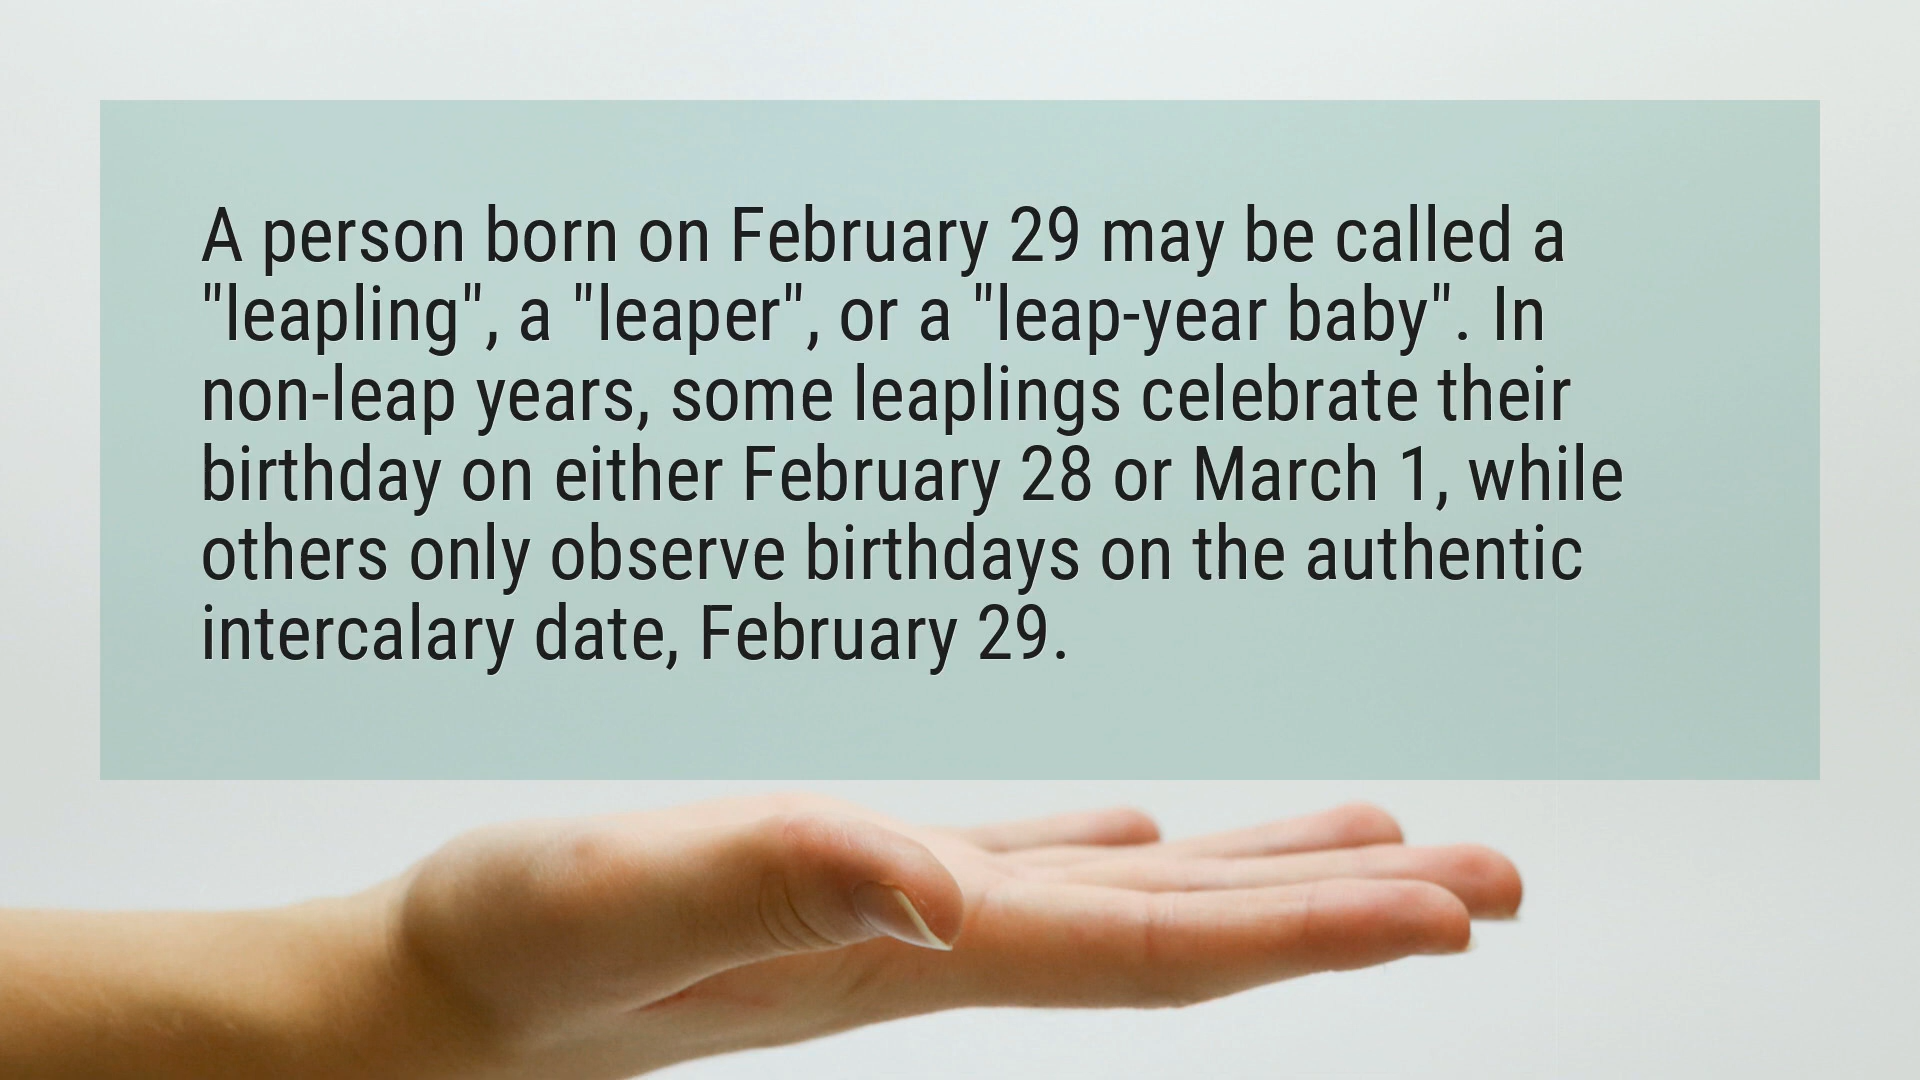 A person born on February 29 may be called a
"leapling", a "leaper", or a "leap-year baby". In
non-leap years, some leaplings celebrate their
birthday on either February 28 or March 1, while
others only observe birthdays on the authentic
intercalary date, February 29.